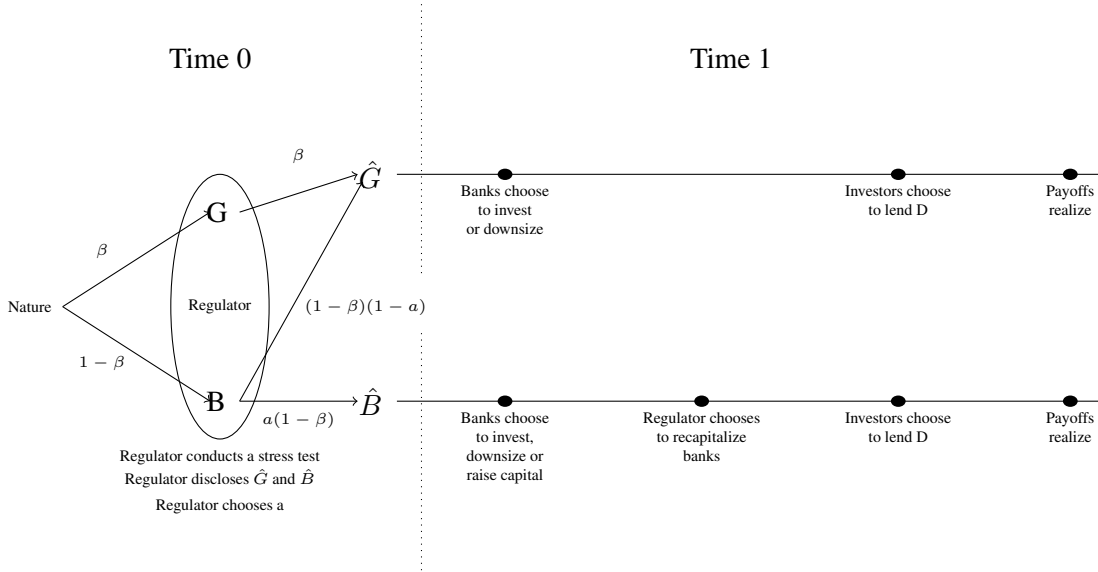 Time 0
Time 1
β
Ĝ
Banks choose
to invest
or downsize
Investors choose
to lend D
Payoffs
realize
G
β
Nature
Regulator
(1 − β)(1 − a)
1 − β
B
a(1 − β)
B̂
Banks choose
to invest,
downsize or
raise capital
Regulator chooses
to recapitalize
banks
Investors choose
to lend D
Payoffs
realize
Regulator conducts a stress test
Regulator discloses Ĝ and B̂
Regulator chooses a